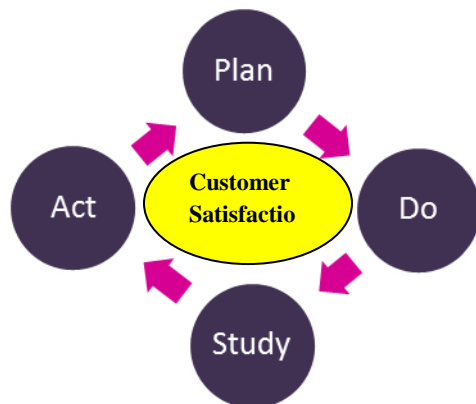 Plan
Customer
Satisfactio
Act
Do
Study